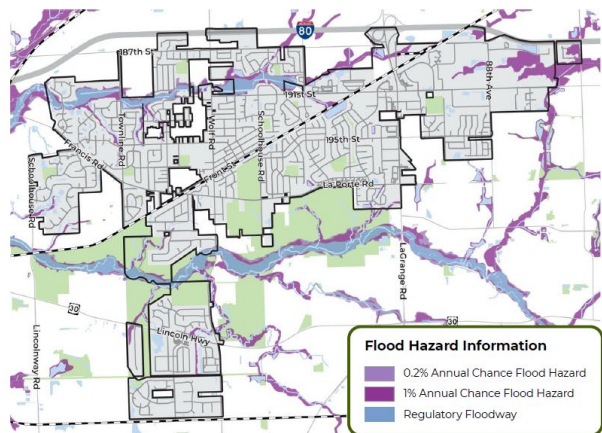 80
187th St
191st St
88th Ave
Townline Rd
Wolf Rd
Schoolhouse Rd
195th St
Francis Rd
Front St
Schoolhouse Rd
La Porte Rd
LaGrange Rd
30
30
Lincoln Hwy
Lincolnway Rd
Flood Hazard Information
0.2% Annual Chance Flood Hazard
1% Annual Chance Flood Hazard
Regulatory Floodway